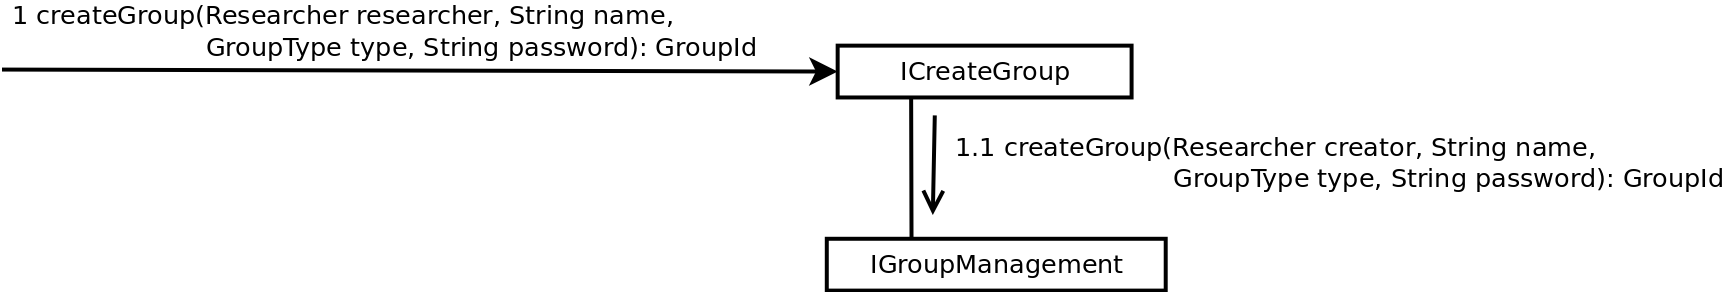 1 createGroup(Researcher researcher, String name,
GroupType type, String password): GroupId
ICreateGroup
1.1 createGroup(Researcher creator, String name,
GroupType type, String password): GroupId
IGroupManagement